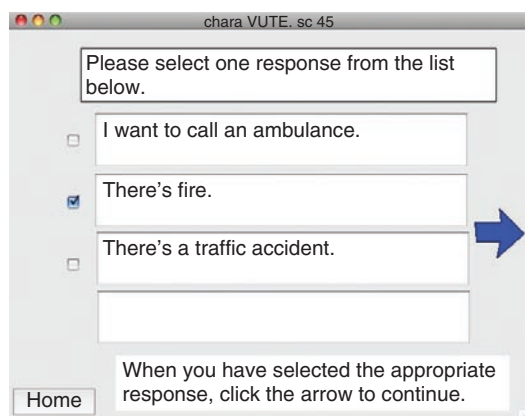 chara VUTE. sc 45
Please select one response from the list
below.
I want to call an ambulance.
There's fire.
There's a traffic accident.
When you have selected the appropriate
response, click the arrow to continue.
Home